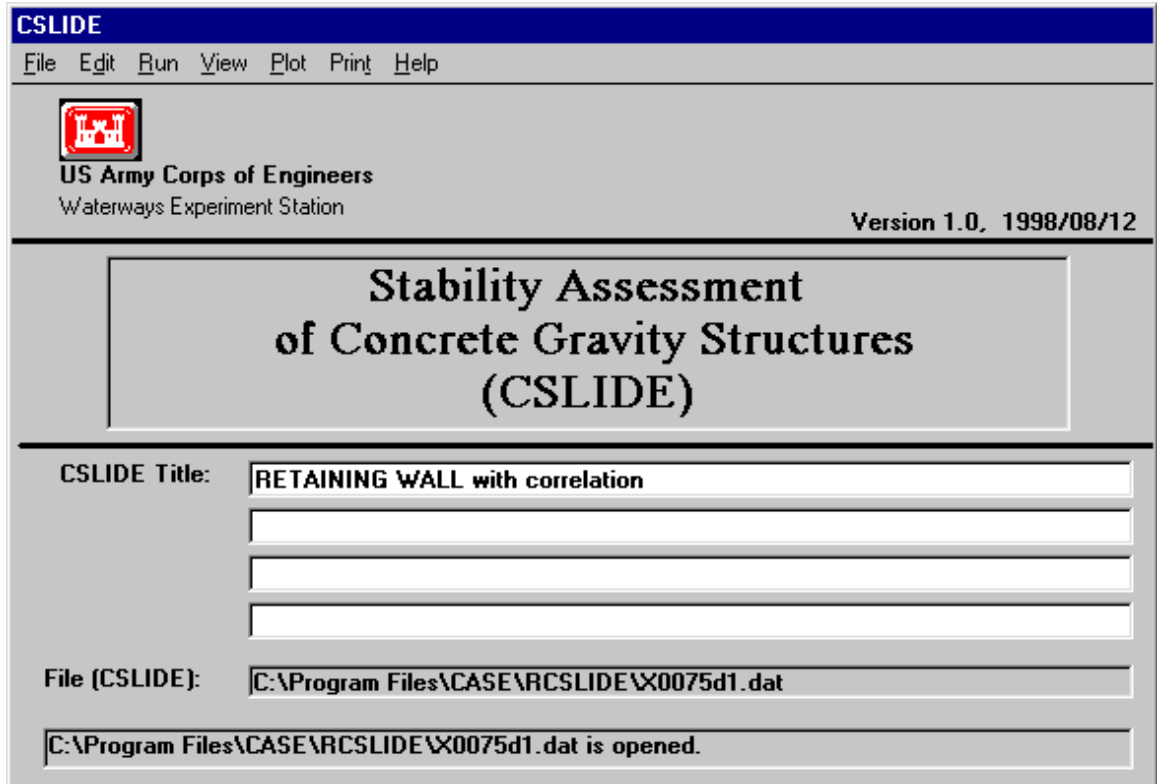 CSLIDE
File Edit Run View Plot Print Help
US Army Corps of Engineers
Waterways Experiment Station
Version 1.0, 1998/08/12
Stability Assessment
of Concrete Gravity Structures
(CSLIDE)
CSLIDE Title: RETAINING WALL with correlation
File (CSLIDE): C:\Program Files\CASE\RCSLIDE\X0075d1.dat
C:\Program Files\CASE\RCSLIDE\X0075d1.dat is opened.